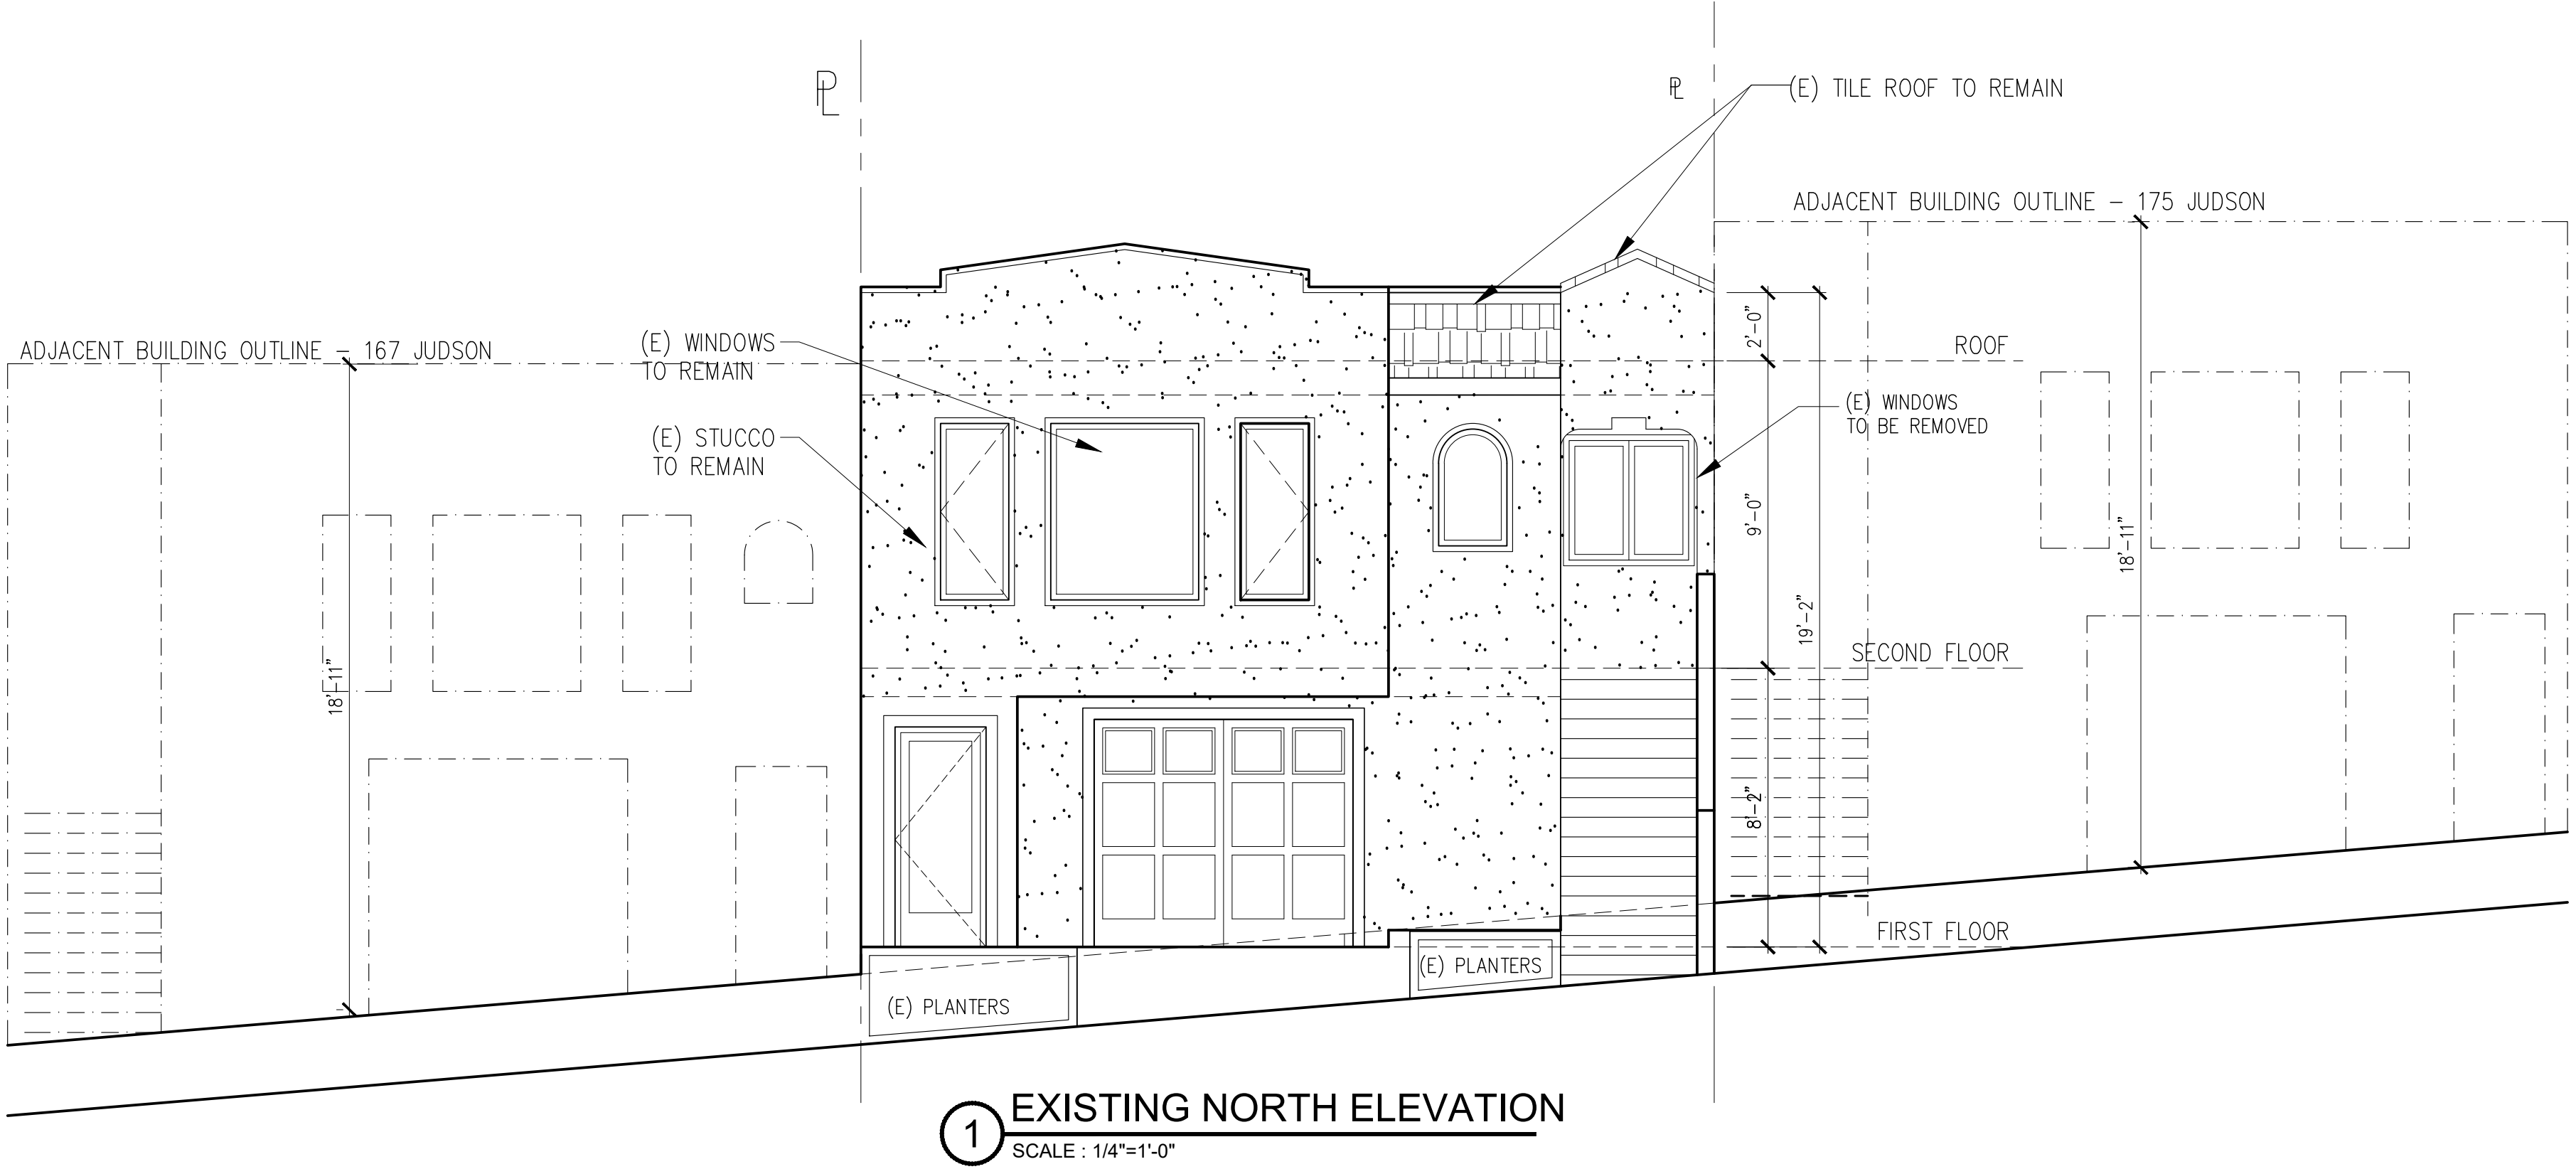 PL
PL
(E) TILE ROOF TO REMAIN
ADJACENT BUILDING OUTLINE – 175 JUDSON
ADJACENT BUILDING OUTLINE – 167 JUDSON
(E) WINDOWS
TO REMAIN
(E) STUCCO
TO REMAIN
2'-0"
ROOF
(E) WINDOWS
TO BE REMOVED
9'-0"
18'-11"
19'-2"
SECOND FLOOR
18'-11"
8'-2"
FIRST FLOOR
(E) PLANTERS
(E) PLANTERS
1
EXISTING NORTH ELEVATION
SCALE : 1/4"=1'-0"